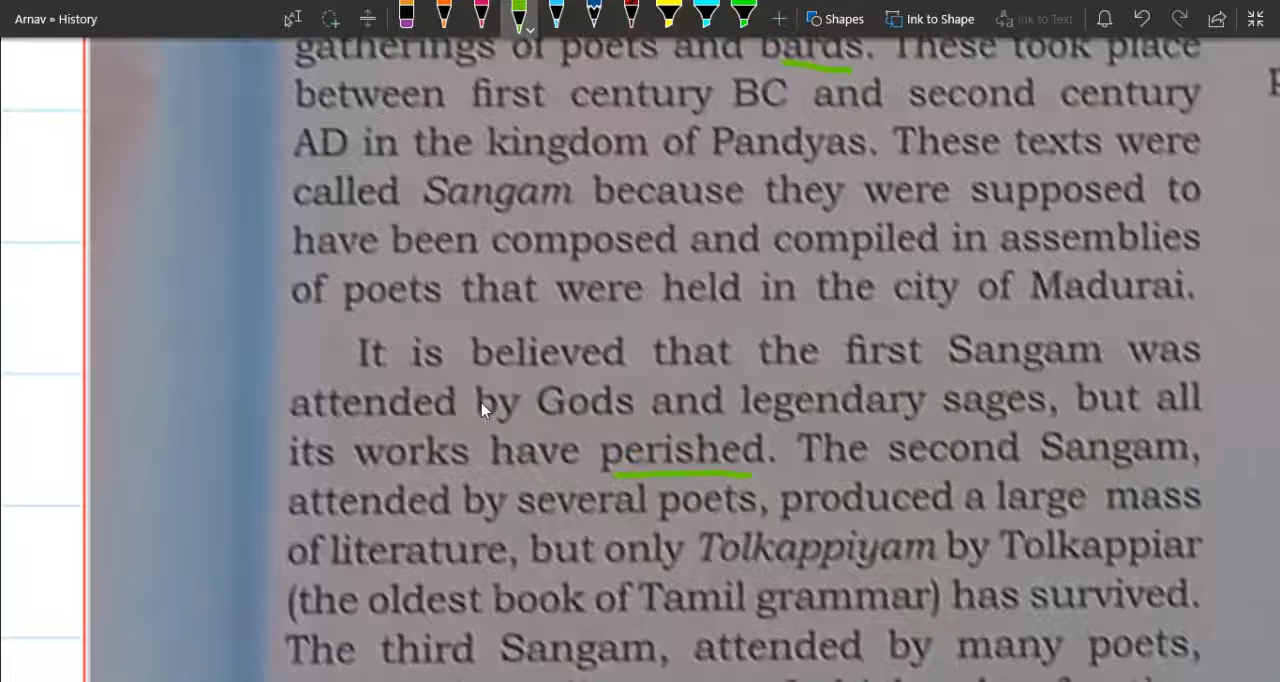 Arnav » History
Shapes
Ink to Shape
Ink to Text
gatherings of poets and bards. These took place
between first century BC and second century
AD in the kingdom of Pandyas. These texts were
called Sangam because they were supposed to
have been composed and compiled in assemblies
of poets that were held in the city of Madurai.
It is believed that the first Sangam was
attended by Gods and legendary sages, but all
its works have perished. The second Sangam,
attended by several poets, produced a large mass
of literature, but only Tolkappiyam by Tolkappiar
(the oldest book of Tamil grammar) has survived.
The third Sangam, attended by many poets,